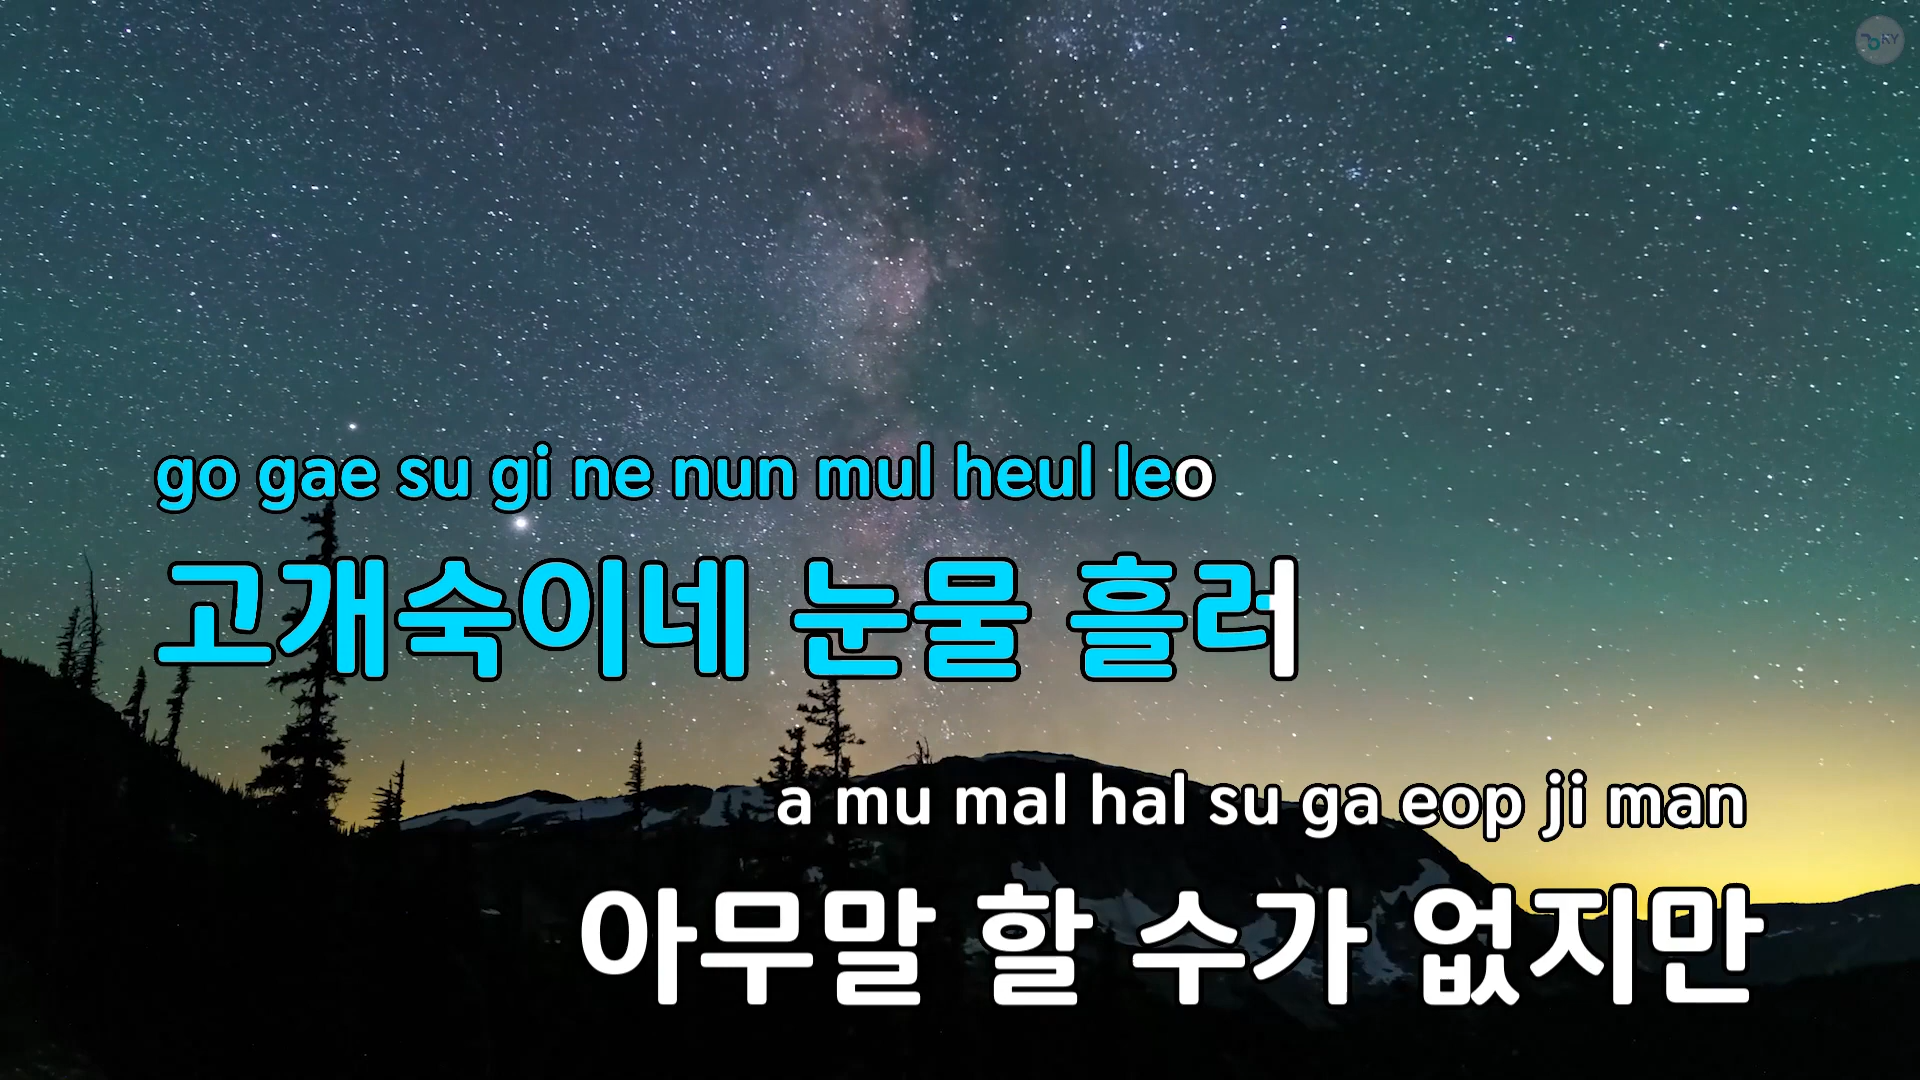 KY
go gae su gi ne nun mul heul leo
고개숙이네 눈물 흘러
a mu mal hal su ga eop ji man
아무말 할 수가 없지만